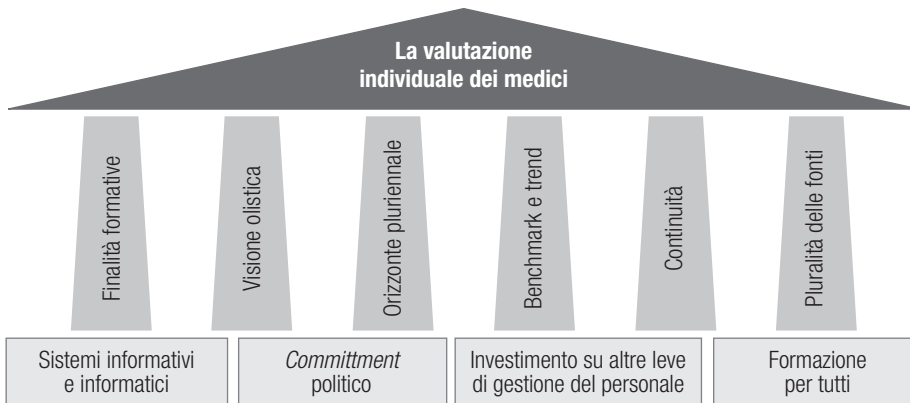 La valutazione
individuale dei medici
Finalità formative
Visione olistica
Orizzonte pluriennale
Benchmark e trend
Continuità
Pluralità delle fonti
Sistemi informativi
e informatici
Committment
politico
Investimento su altre leve
di gestione del personale
Formazione
per tutti